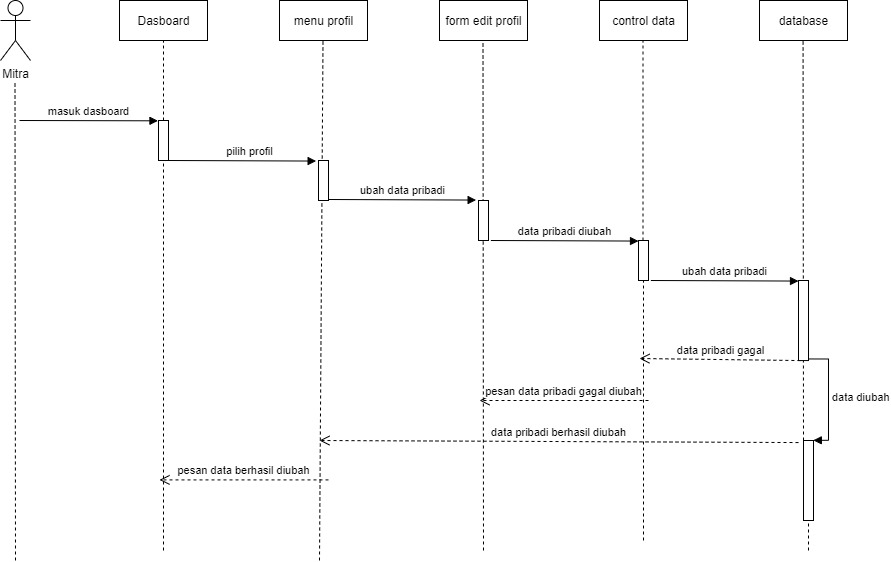 Dasboard
menu profil
form edit profil
control data
database
Mitra
masuk dasboard
pilih profil
ubah data pribadi
data pribadi diubah
ubah data pribadi
data pribadi gagal
pesan data pribadi gagal diubah
data diubah
data pribadi berhasil diubah
pesan data berhasil diubah